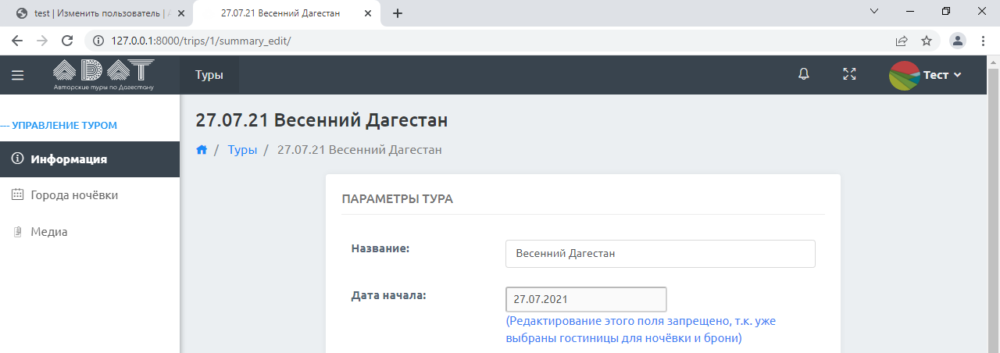 test | Изменить пользователь |
27.07.21 Весенний Дагестан
127.0.0.1:8000/trips/1/summary_edit/
АДАТ
Авторские туры по Дагестану
Туры
Тест
— УПРАВЛЕНИЕ ТУРОМ
Информация
Города ночёвки
Медиа
27.07.21 Весенний Дагестан
/ Туры / 27.07.21 Весенний Дагестан
ПАРАМЕТРЫ ТУРА
Название:
Весенний Дагестан
Дата начала:
27.07.2021
(Редактирование этого поля запрещено, т.к. уже
выбраны гостиницы для ночёвки и брони)